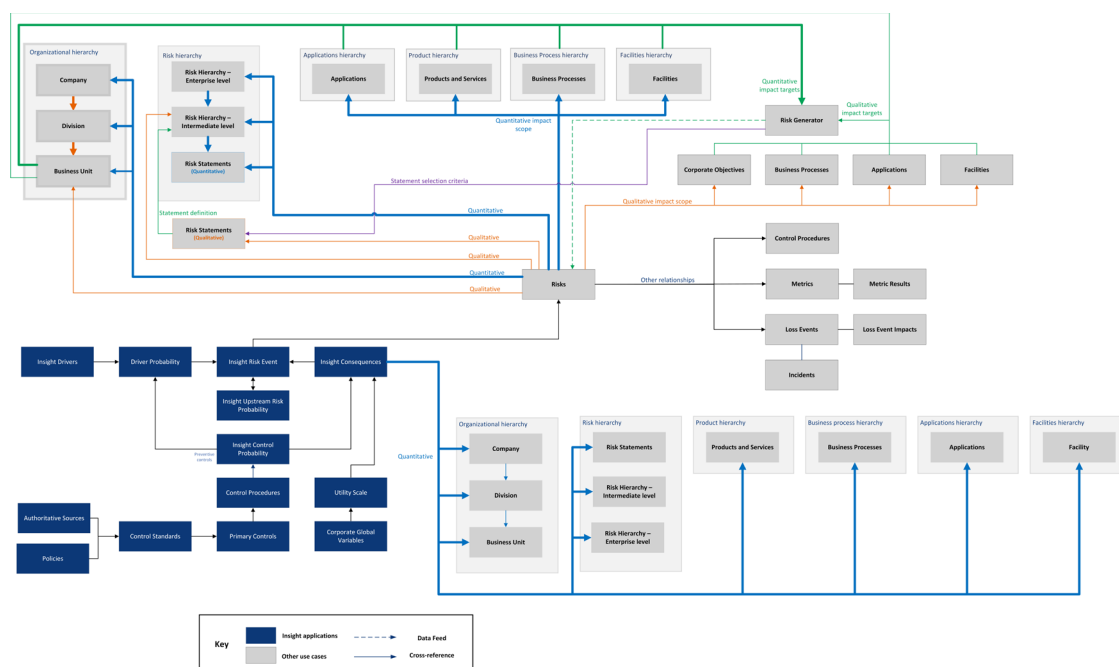 Organizational hierarchy
Company
Division
Business Unit
Risk hierarchy
Risk Hierarchy –
Enterprise level
Risk Hierarchy –
Intermediate level
Risk Statements
(Quantitative)
Statement definition
Risk Statements
(Qualitative)
Applications hierarchy
Applications
Product hierarchy
Products and Services
Business Process hierarchy
Business Processes
Facilities hierarchy
Facilities
Quantitative impact
scope
Quantitative
impact targets
Qualitative
impact targets
Risk Generator
Corporate Objectives
Business Processes
Applications
Facilities
Statement selection criteria
Qualitative impact scope
Quantitative
Qualitative
Qualitative
Quantitative
Qualitative
Risks
Other relationships
Control Procedures
Metrics
Metric Results
Loss Events
Loss Event Impacts
Incidents
Insight Drivers
Driver Probability
Insight Risk Event
Insight Consequences
Insight Upstream Risk
Probability
Preventive
controls
Insight Control
Probability
Control Procedures
Utility Scale
Authoritative Sources
Policies
Control Standards
Primary Controls
Corporate Global
Variables
Quantitative
Organizational hierarchy
Company
Division
Business Unit
Risk hierarchy
Risk Statements
Risk Hierarchy –
Intermediate level
Risk Hierarchy –
Enterprise level
Product hierarchy
Products and Services
Business process hierarchy
Business Processes
Applications hierarchy
Applications
Facilities hierarchy
Facility
Key
Insight applications
Data Feed
Other use cases
Cross-reference